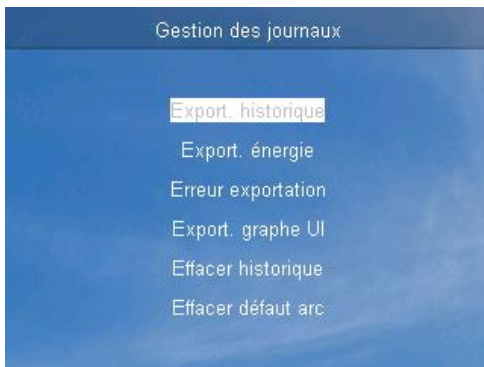 Gestion des journaux
Export. historique
Export. énergie
Erreur exportation
Export. graphe UI
Effacer historique
Effacer défaut arc